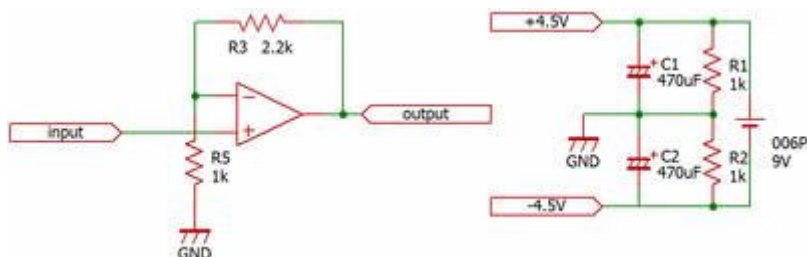 R3 2.2k
−
+
input
output
R5
1k
GND
+4.5V
+
C1
470uF
R1
1k
GND
+
C2
470uF
R2
1k
006P
9V
-4.5V